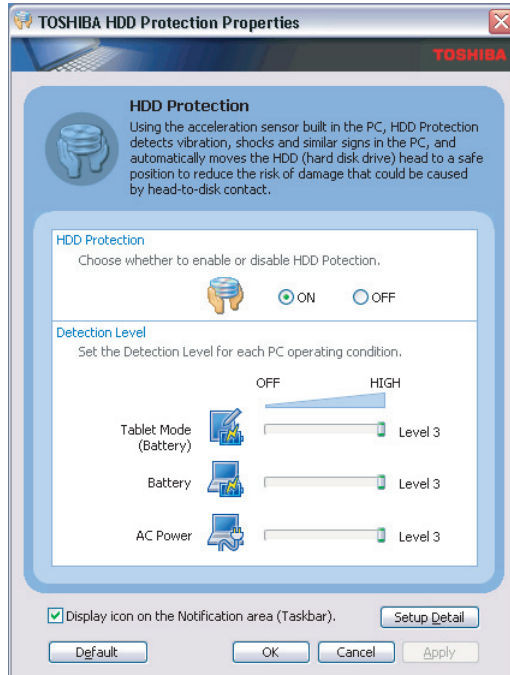 TOSHIBA HDD Protection Properties
TOSHIBA
HDD Protection
Using the acceleration sensor built in the PC, HDD Protection
detects vibration, shocks and similar signs in the PC, and
automatically moves the HDD (hard disk drive) head to a safe
position to reduce the risk of damage that could be caused
by head-to-disk contact.
HDD Protection
Choose whether to enable or disable HDD Potection.
ON OFF
Detection Level
Set the Detection Level for each PC operating condition.
OFF HIGH
Tablet Mode
(Battery)
Level 3
Battery Level 3
AC Power Level 3
Display icon on the Notification area (Taskbar).
Setup Detail
Default OK Cancel Apply